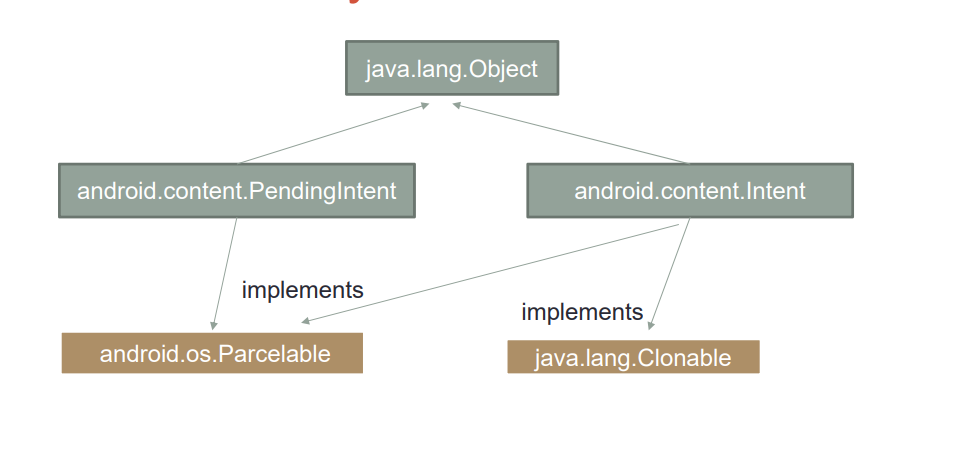 java.lang.Object
android.content.PendingIntent
android.content.Intent
implements
implements
android.os.Parcelable
java.lang.Clonable